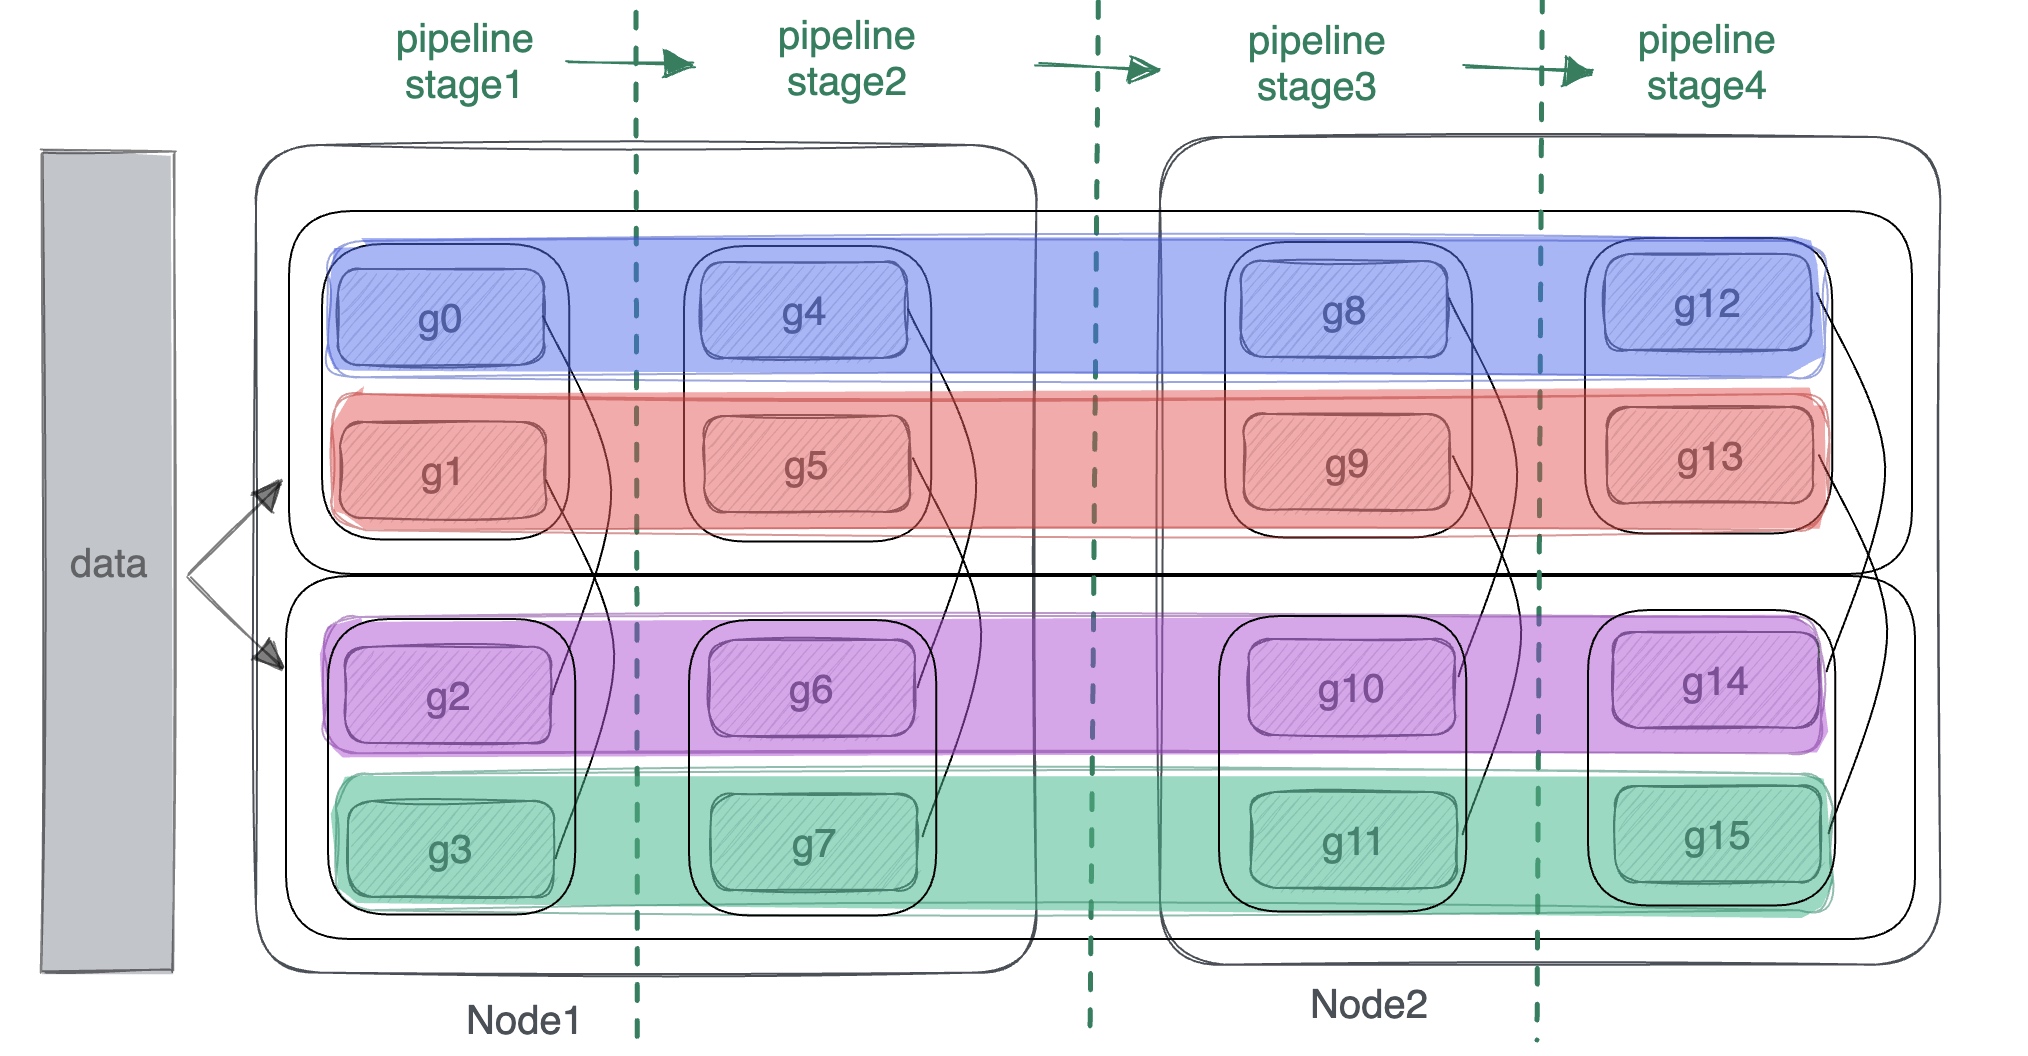 pipeline
stage1
pipeline
stage2
pipeline
stage3
pipeline
stage4
data
g0
g4
g8
g12
g1
g5
g9
g13
g2
g6
g10
g14
g3
g7
g11
g15
Node1
Node2